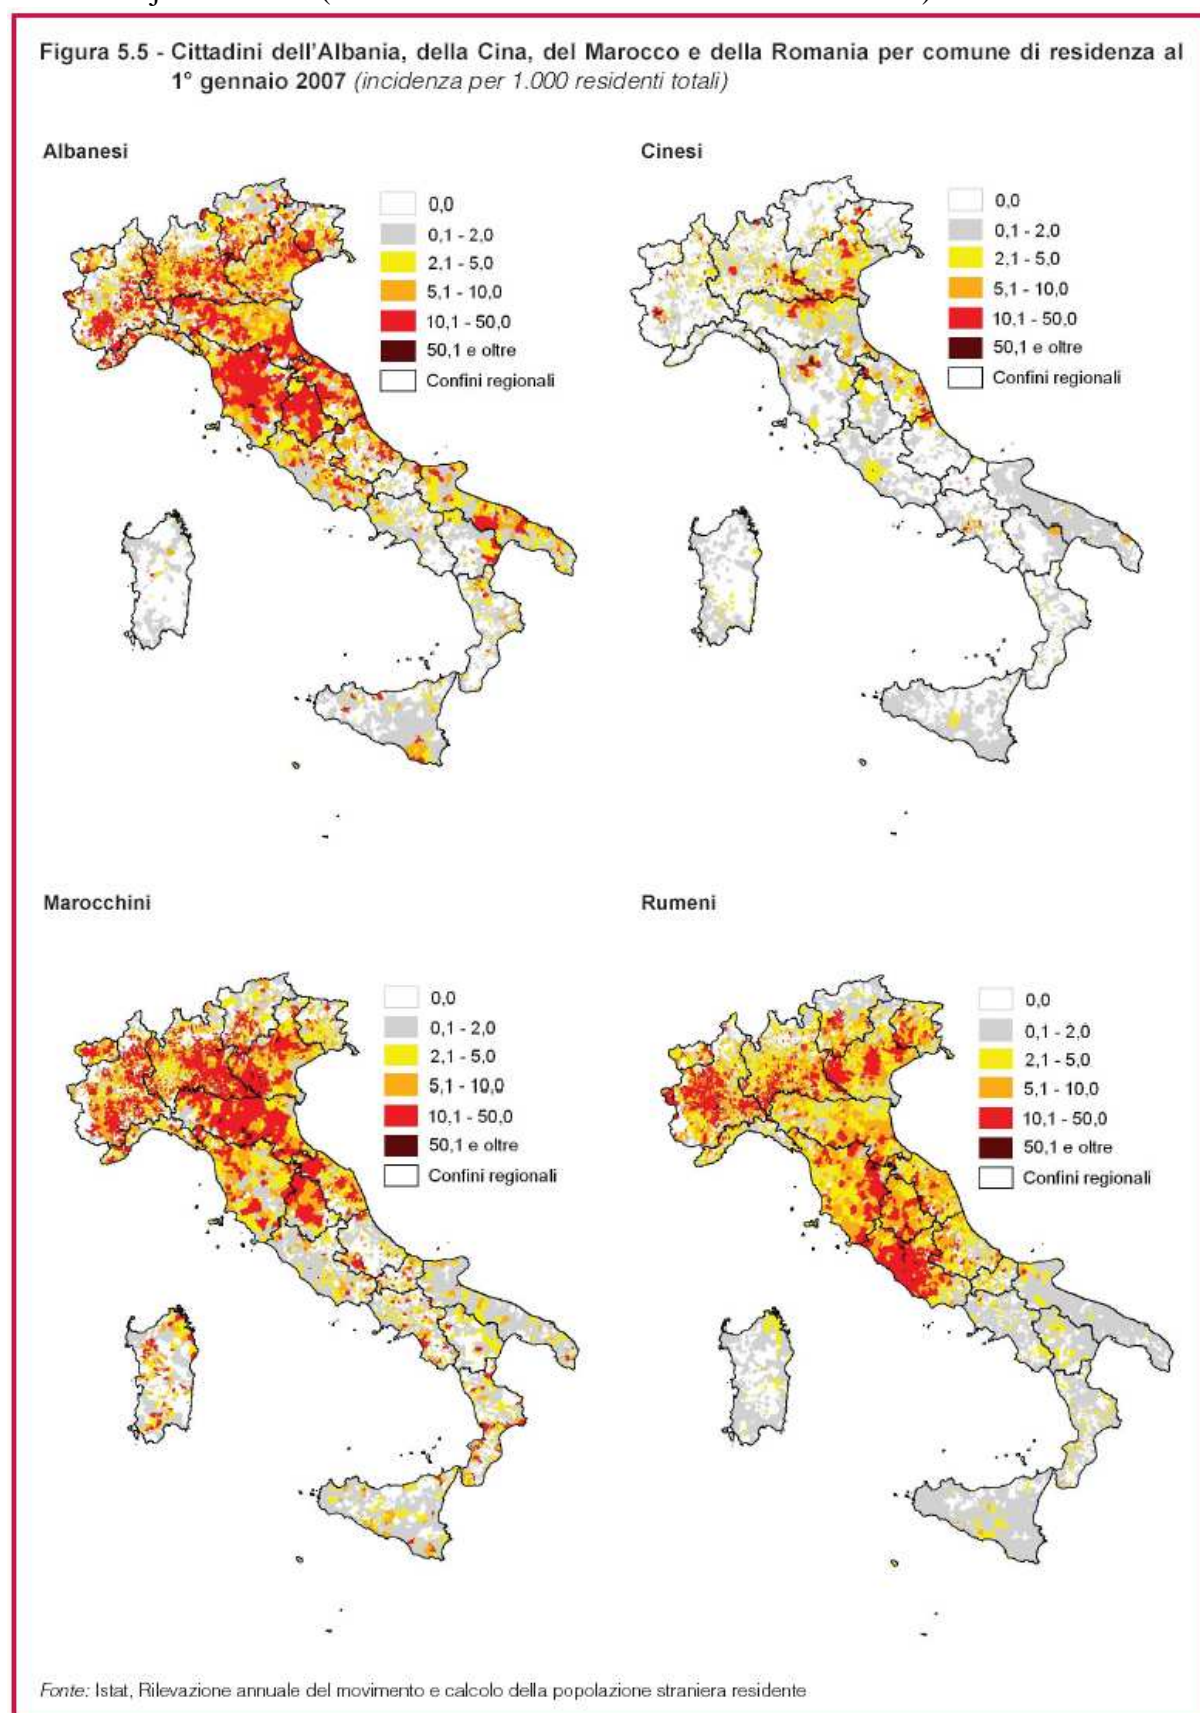 Figura 5.5 - Cittadini dell'Albania, della Cina, del Marocco e della Romania per comune di residenza al
1° gennaio 2007 (incidenza per 1.000 residenti totali)
Albanesi
0,0
0,1 - 2,0
2,1 - 5,0
5,1 - 10,0
10,1 - 50,0
50,1 e oltre
Confini regionali
Cinesi
0,0
0,1 - 2,0
2,1 - 5,0
5,1 - 10,0
10,1 - 50,0
50,1 e oltre
Confini regionali
Marocchini
0,0
0,1 - 2,0
2,1 - 5,0
5,1 - 10,0
10,1 - 50,0
50,1 e oltre
Confini regionali
Rumeni
0,0
0,1 - 2,0
2,1 - 5,0
5,1 - 10,0
10,1 - 50,0
50,1 e oltre
Confini regionali
Fonte: Istat, Rilevazione annuale del movimento e calcolo della popolazione straniera residente